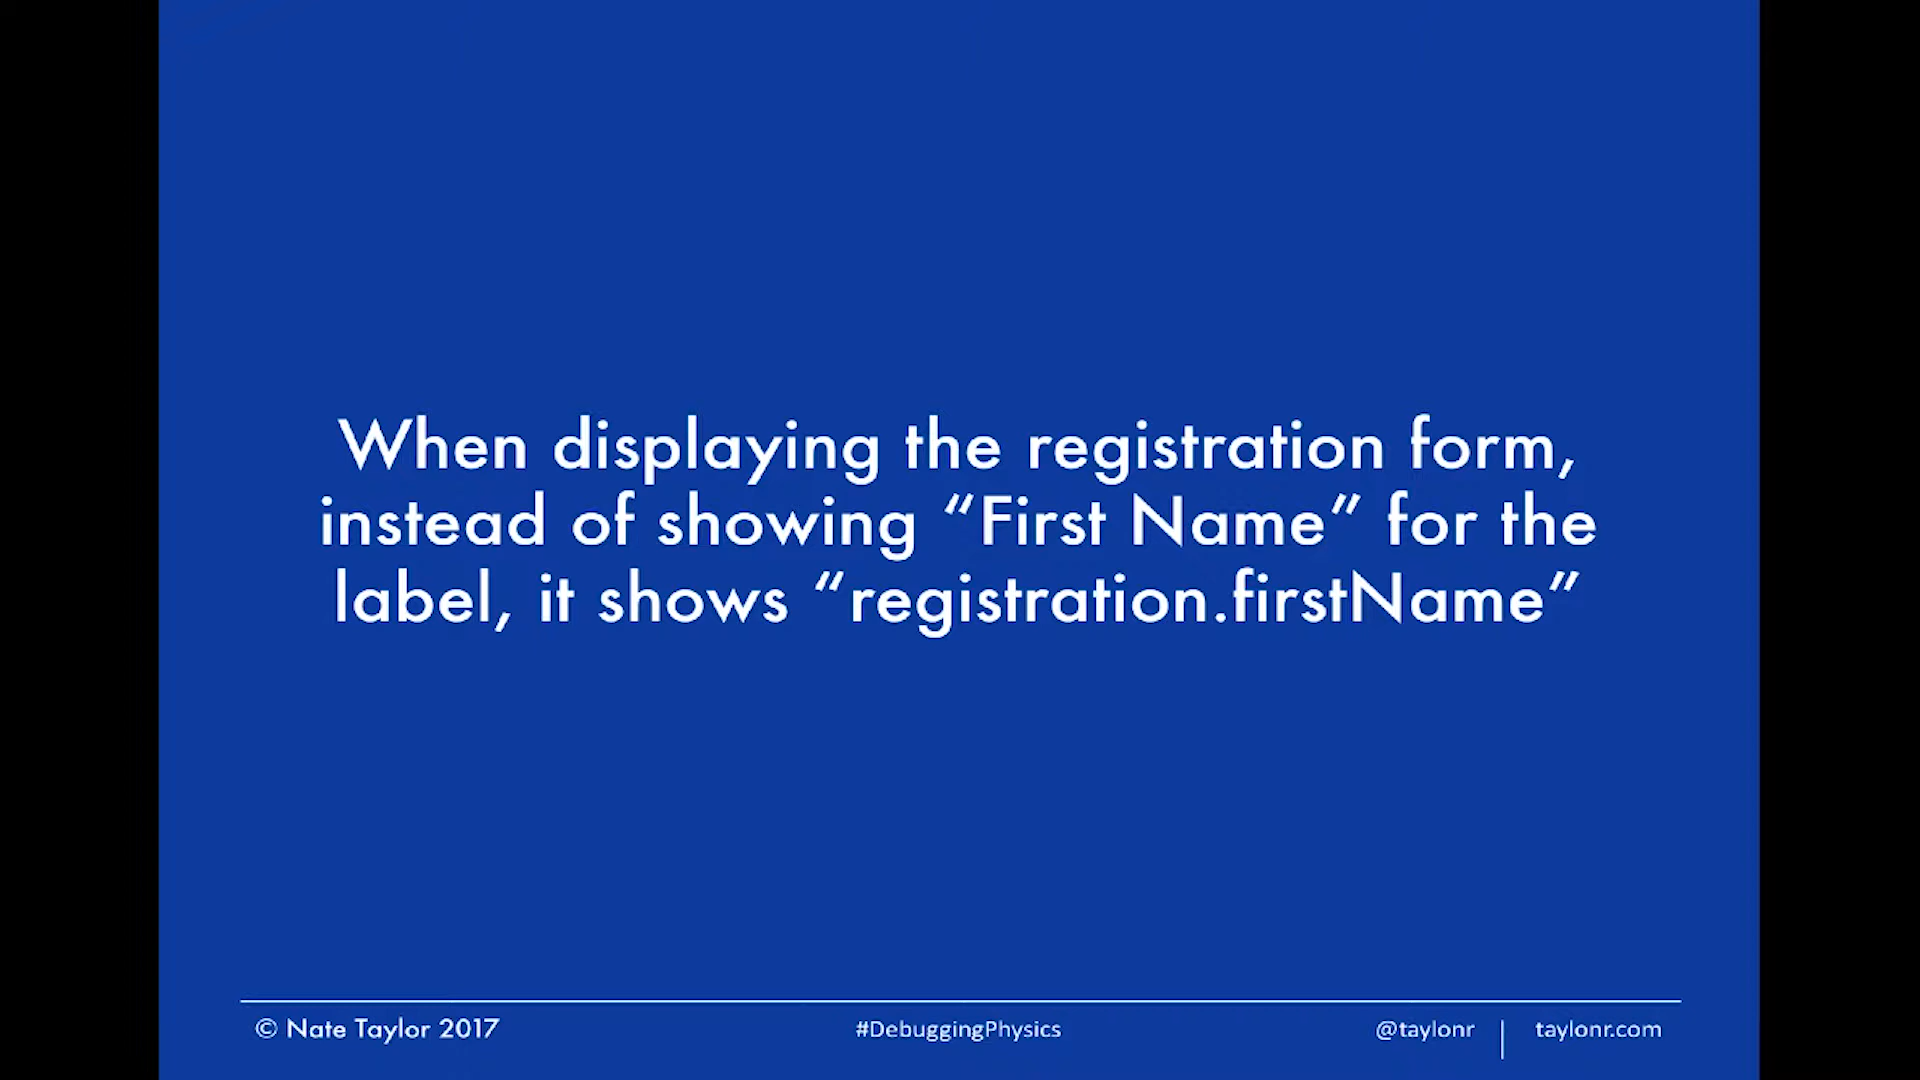 When displaying the registration form,
instead of showing “First Name” for the
label, it shows “registration.firstName”
© Nate Taylor 2017
#DebuggingPhysics
@taylonr | taylonr.com